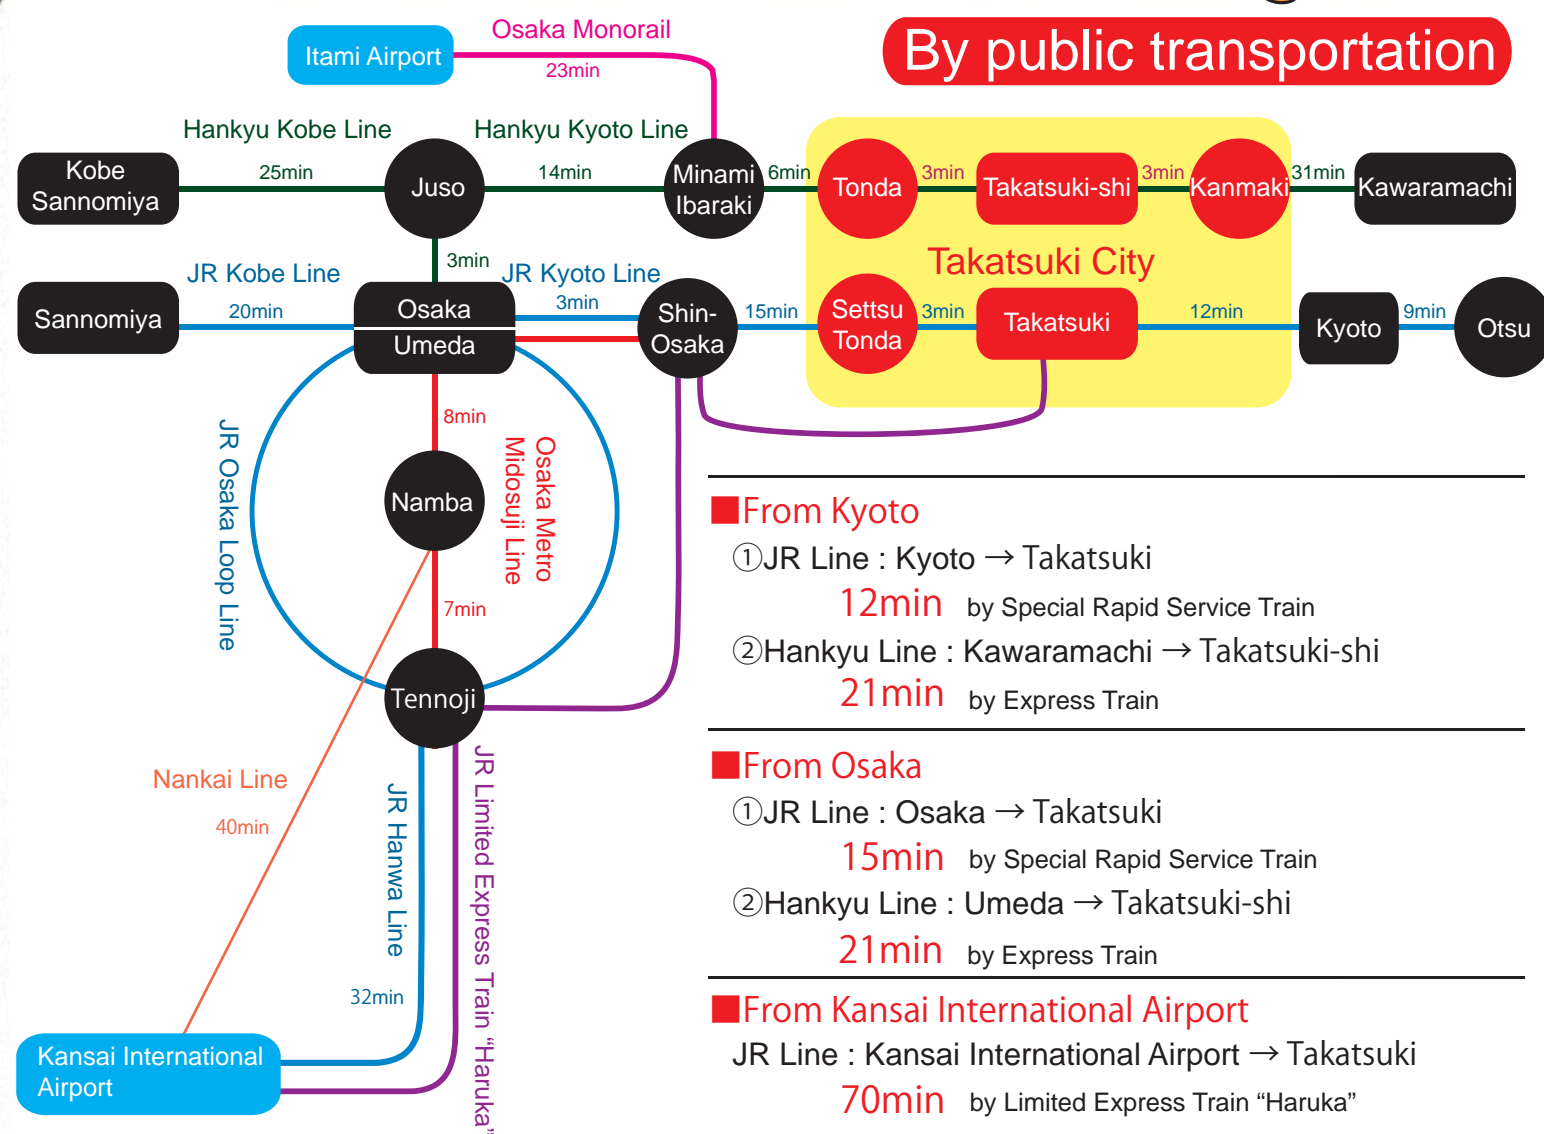 By public transportation
Itami Airport
Osaka Monorail
23min
Hankyu Kobe Line
Hankyu Kyoto Line
Kobe
Sannomiya
25min
Juso
14min
Minami
Ibaraki
6min
Tonda
3min
Takatsuki-shi
3min
Kanmaki
31min
Kawaramachi
3min
Takatsuki City
JR Kobe Line
JR Kyoto Line
Sannomiya
20min
Osaka
Umeda
3min
Shin-
Osaka
15min
Settsu
Tonda
3min
Takatsuki
12min
Kyoto
9min
Otsu
8min
JR Osaka Loop Line
Osaka Metro
Midosuji Line
Namba
7min
Tennoji
Nankai Line
40min
JR Hanwa Line
32min
JR Limited Express Train “Haruka”
Kansai International
Airport
■From Kyoto
①JR Line : Kyoto → Takatsuki
12min by Special Rapid Service Train
②Hankyu Line : Kawaramachi → Takatsuki-shi
21min by Express Train
■From Osaka
①JR Line : Osaka → Takatsuki
15min by Special Rapid Service Train
②Hankyu Line : Umeda → Takatsuki-shi
21min by Express Train
■From Kansai International Airport
JR Line : Kansai International Airport → Takatsuki
70min by Limited Express Train “Haruka”